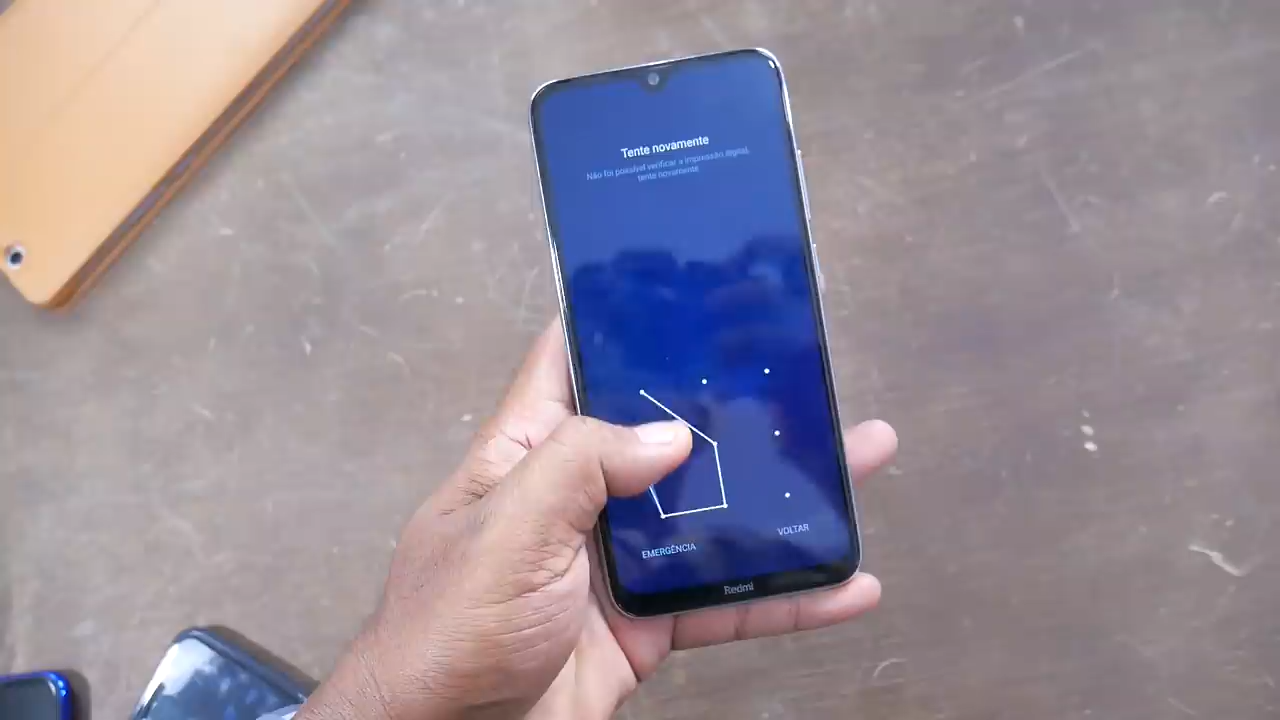 Tente novamente
Não foi possível verificar a impressão digital,
tente novamente
VOLTAR
EMERGÊNCIA
Redmi